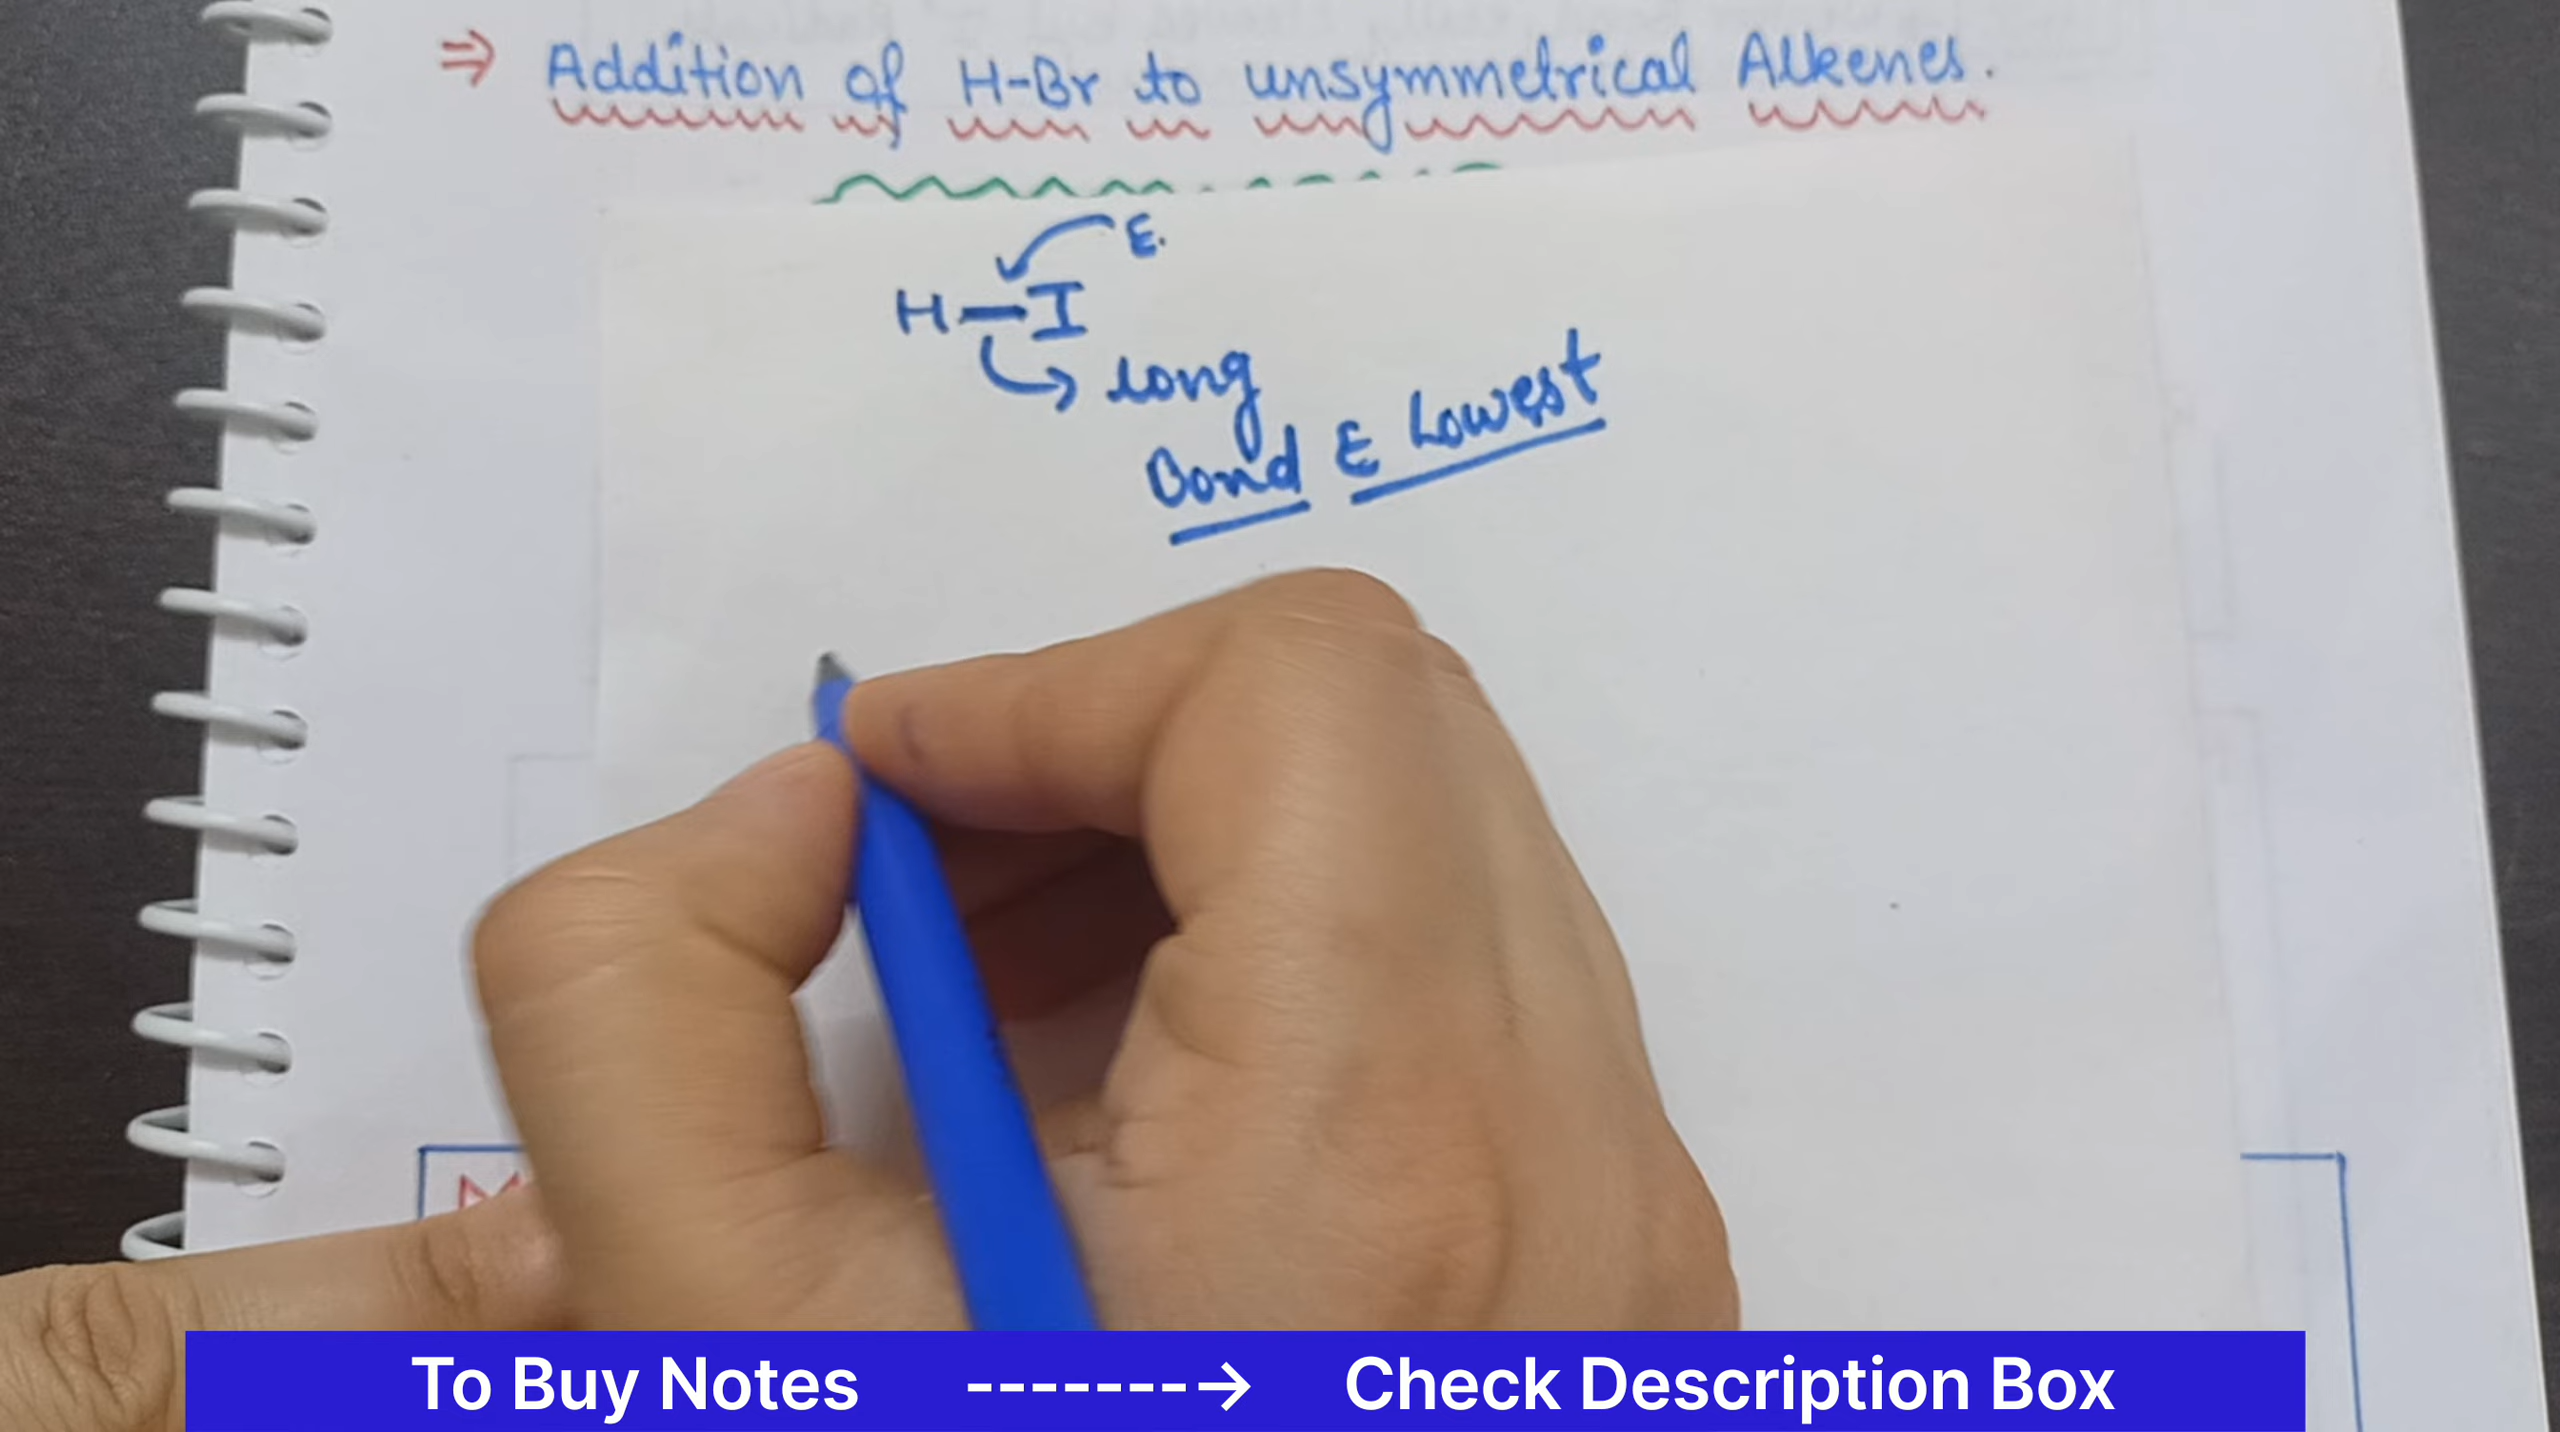 ⇒ Addition of H-Br to unsymmetrical Alkenes.
E.
H—I
long
Bond E Lowest
M
To Buy Notes -------→ Check Description Box